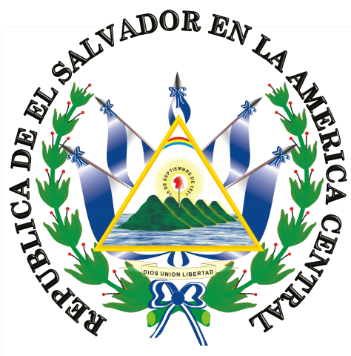 REPUBLICA DE EL SALVADOR EN LA AMERICA CENTRAL
15 DE SEPTIEMBRE DE 1821
DIOS UNION LIBERTAD